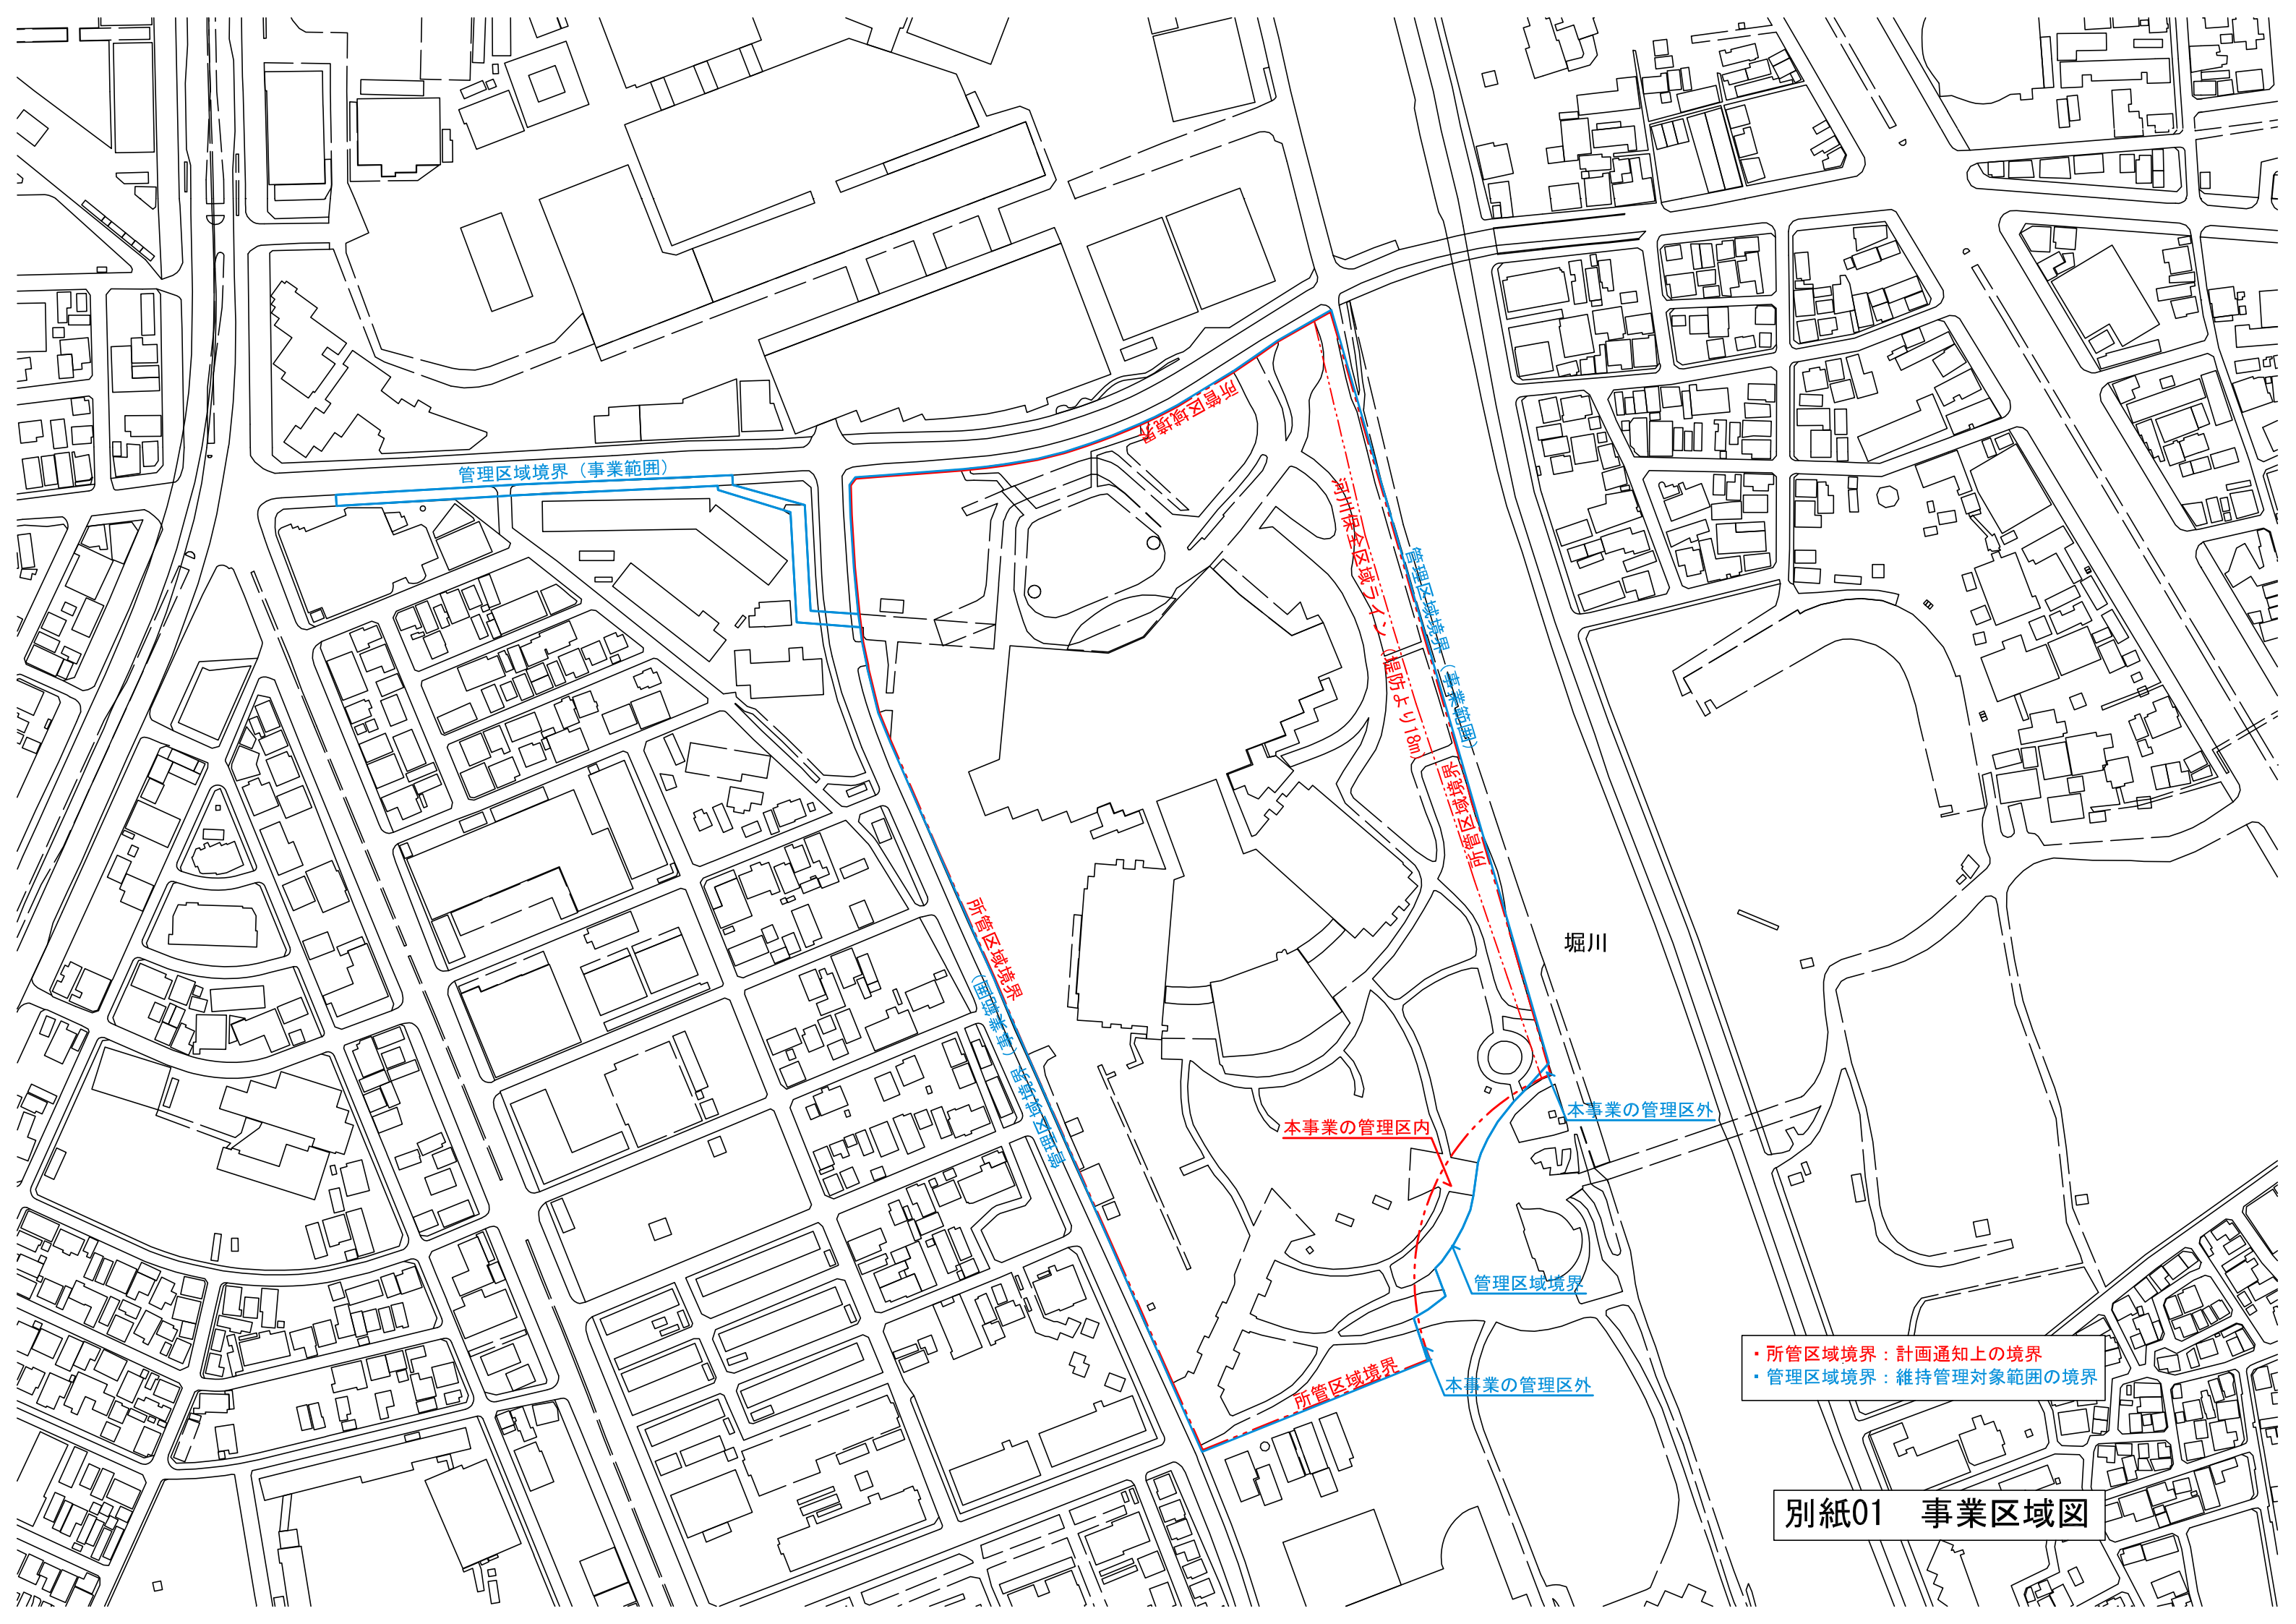 所管区域境界
管理区域境界（事業範囲）
河川保全区域ライン（堤防より18m）
管理区域境界（事業範囲）
所管区域境界
所管区域境界
管理区域境界（事業範囲）
堀川
本事業の管理区外
本事業の管理区内
管理区域境界
所管区域境界
本事業の管理区外
・所管区域境界：計画通知上の境界
・管理区域境界：維持管理対象範囲の境界
別紙01　事業区域図